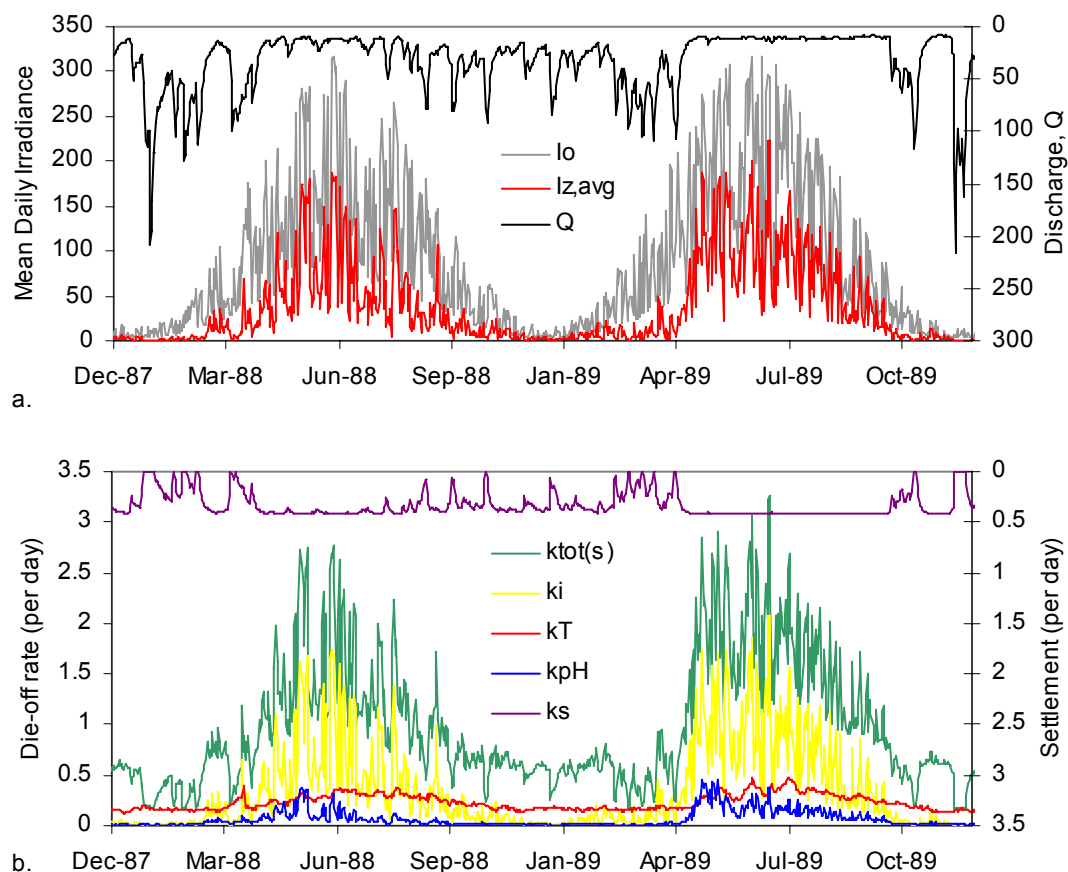 350
300
250
200
150
100
50
0
Mean Daily Irradiance
Io
Iz,avg
Q
0
50
100
150
200
250
300
Discharge, Q
Dec-87 Mar-88 Jun-88 Sep-88 Jan-89 Apr-89 Jul-89 Oct-89
a.
3.5
3
2.5
2
1.5
1
0.5
0
Die-off rate (per day)
ktot(s)
ki
kT
kpH
ks
0
0.5
1
1.5
2
2.5
3
3.5
Settlement (per day)
Dec-87 Mar-88 Jun-88 Sep-88 Jan-89 Apr-89 Jul-89 Oct-89
b.